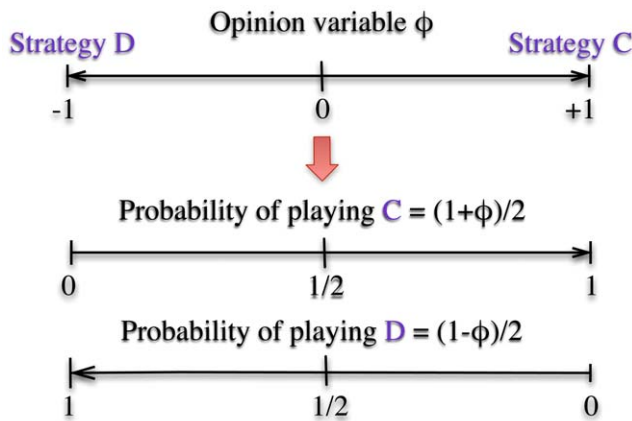 Opinion variable ϕ
Strategy D
Strategy C
-1
0
+1
Probability of playing C = (1+ϕ)/2
0
1/2
1
Probability of playing D = (1-ϕ)/2
1
1/2
0